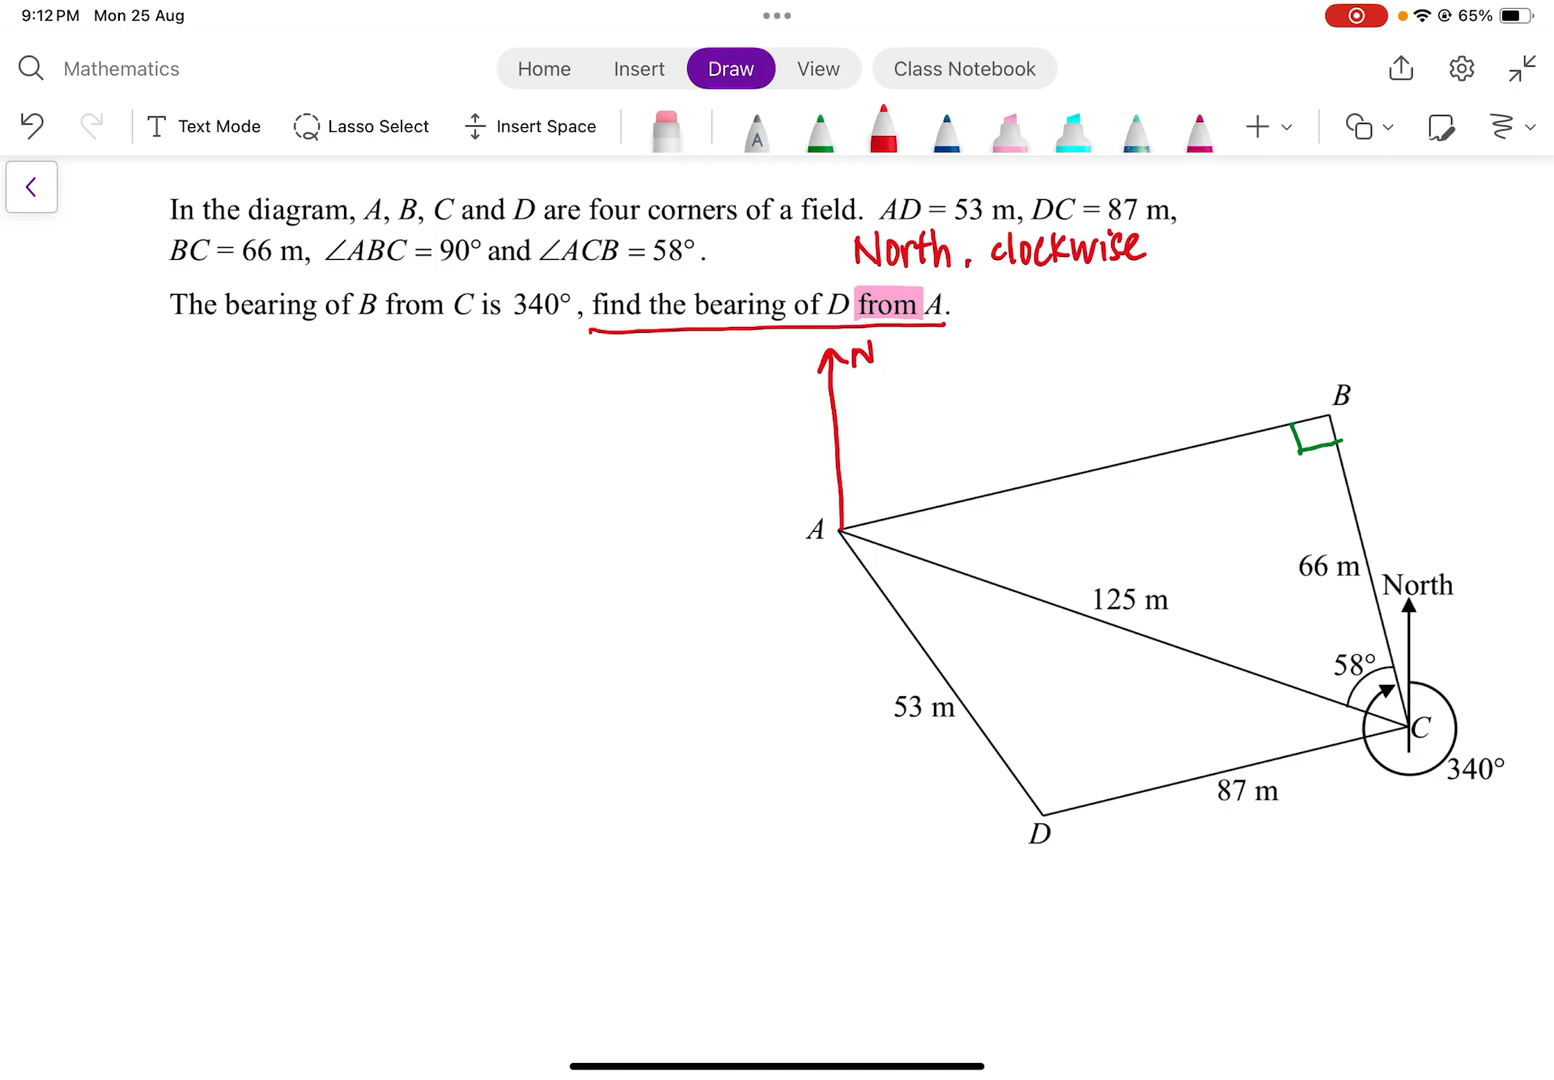 9:12 PM Mon 25 Aug
65%
Mathematics
Home Insert Draw View Class Notebook
Text Mode Lasso Select Insert Space
A
In the diagram, A, B, C and D are four corners of a field. AD = 53 m, DC = 87 m,
BC = 66 m, ∠ABC = 90° and ∠ACB = 58°.
North, clockwise
The bearing of B from C is 340°, find the bearing of D from A.
N
B
A
66 m
North
125 m
58°
53 m
C
340°
87 m
D